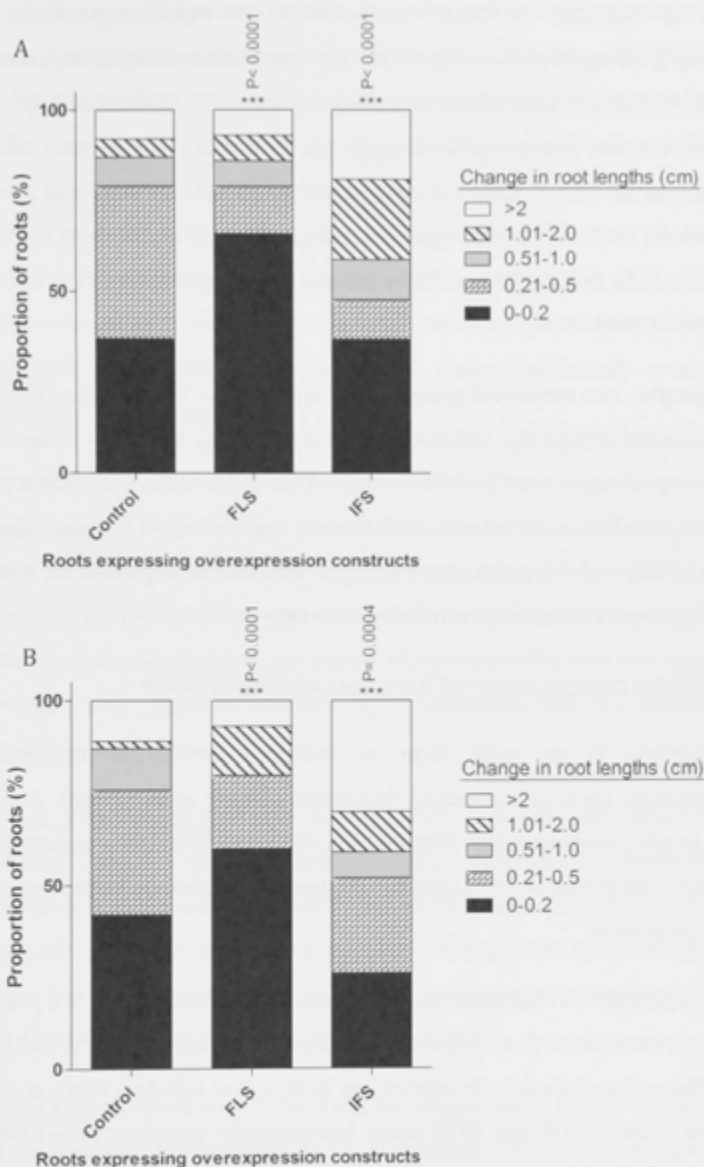 A
P< 0.0001
***
P< 0.0001
***
100
50
0
Proportion of roots (%)
Change in root lengths (cm)
>2
1.01-2.0
0.51-1.0
0.21-0.5
0-0.2
Control
FLS
IFS
Roots expressing overexpression constructs
B
P< 0.0001
***
P= 0.0004
***
100
50
0
Proportion of roots (%)
Change in root lengths (cm)
>2
1.01-2.0
0.51-1.0
0.21-0.5
0-0.2
Control
FLS
IFS
Roots expressing overexpression constructs